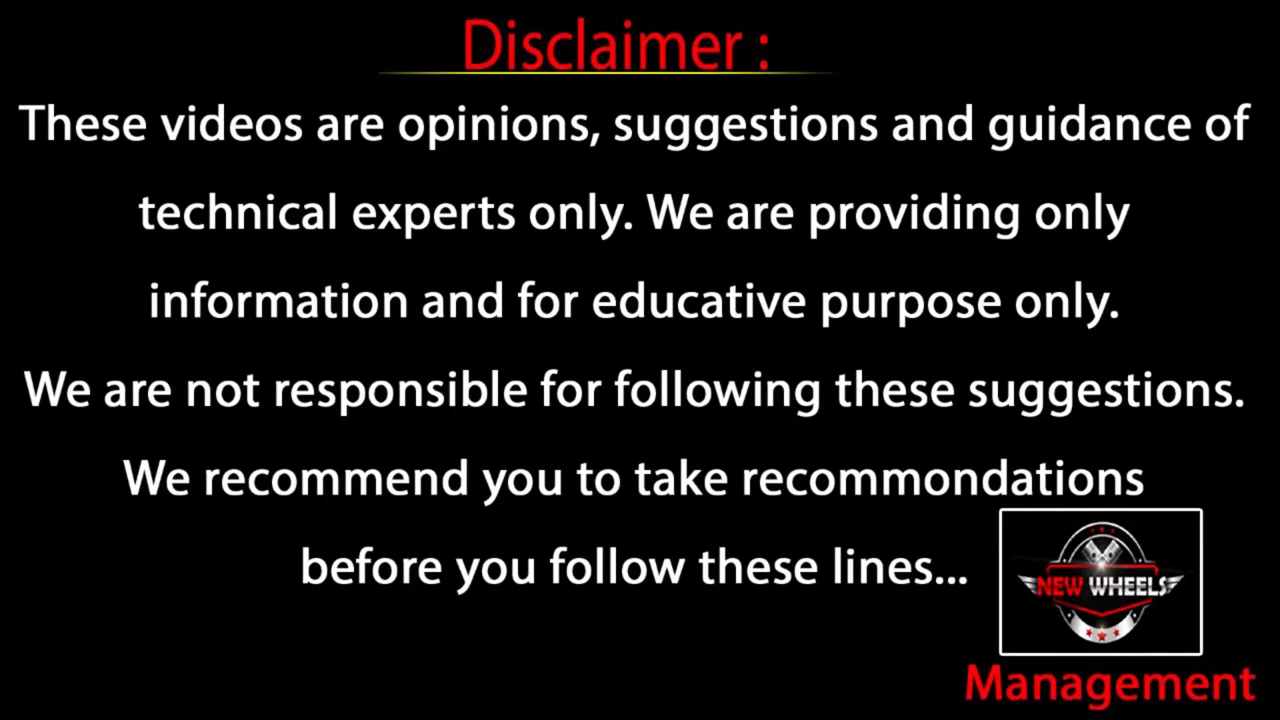 Disclaimer :
These videos are opinions, suggestions and guidance of
technical experts only. We are providing only
information and for educative purpose only.
We are not responsible for following these suggestions.
We recommend you to take recommondations
before you follow these lines...
NEW WHEELS
Management